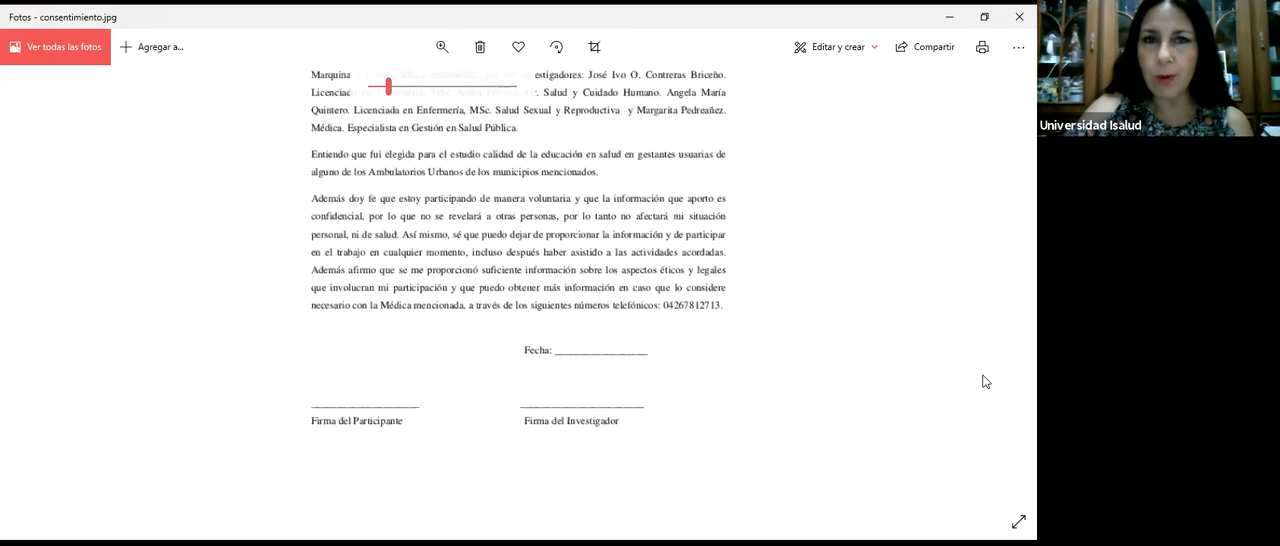 Fotos - consentimiento.jpg
Ver todas las fotos
Agregar a...
Editar y crear
Compartir
Marquina estigadores: José Ivo O. Contreras Briceño.
Licenciad Salud y Cuidado Humano. Angela María
Quintero. Licenciada en Enfermería, MSc. Salud Sexual y Reproductiva y Margarita Pedreañez.
Médica. Especialista en Gestión en Salud Pública.
Entiendo que fui elegida para el estudio calidad de la educación en salud en gestantes usuarias de
alguno de los Ambulatorios Urbanos de los municipios mencionados.
Además doy fe que estoy participando de manera voluntaria y que la información que aporto es
confidencial, por lo que no se revelará a otras personas, por lo tanto no afectará mi situación
personal, ni de salud. Así mismo, sé que puedo dejar de proporcionar la información y de participar
en el trabajo en cualquier momento, incluso después haber asistido a las actividades acordadas.
Además afirmo que se me proporcionó suficiente información sobre los aspectos éticos y legales
que involucran mi participación y que puedo obtener más información en caso que lo considere
necesario con la Médica mencionada, a través de los siguientes números telefónicos: 04267812713.
Fecha: ___________________
Firma del Participante
Firma del Investigador
Universidad Isalud